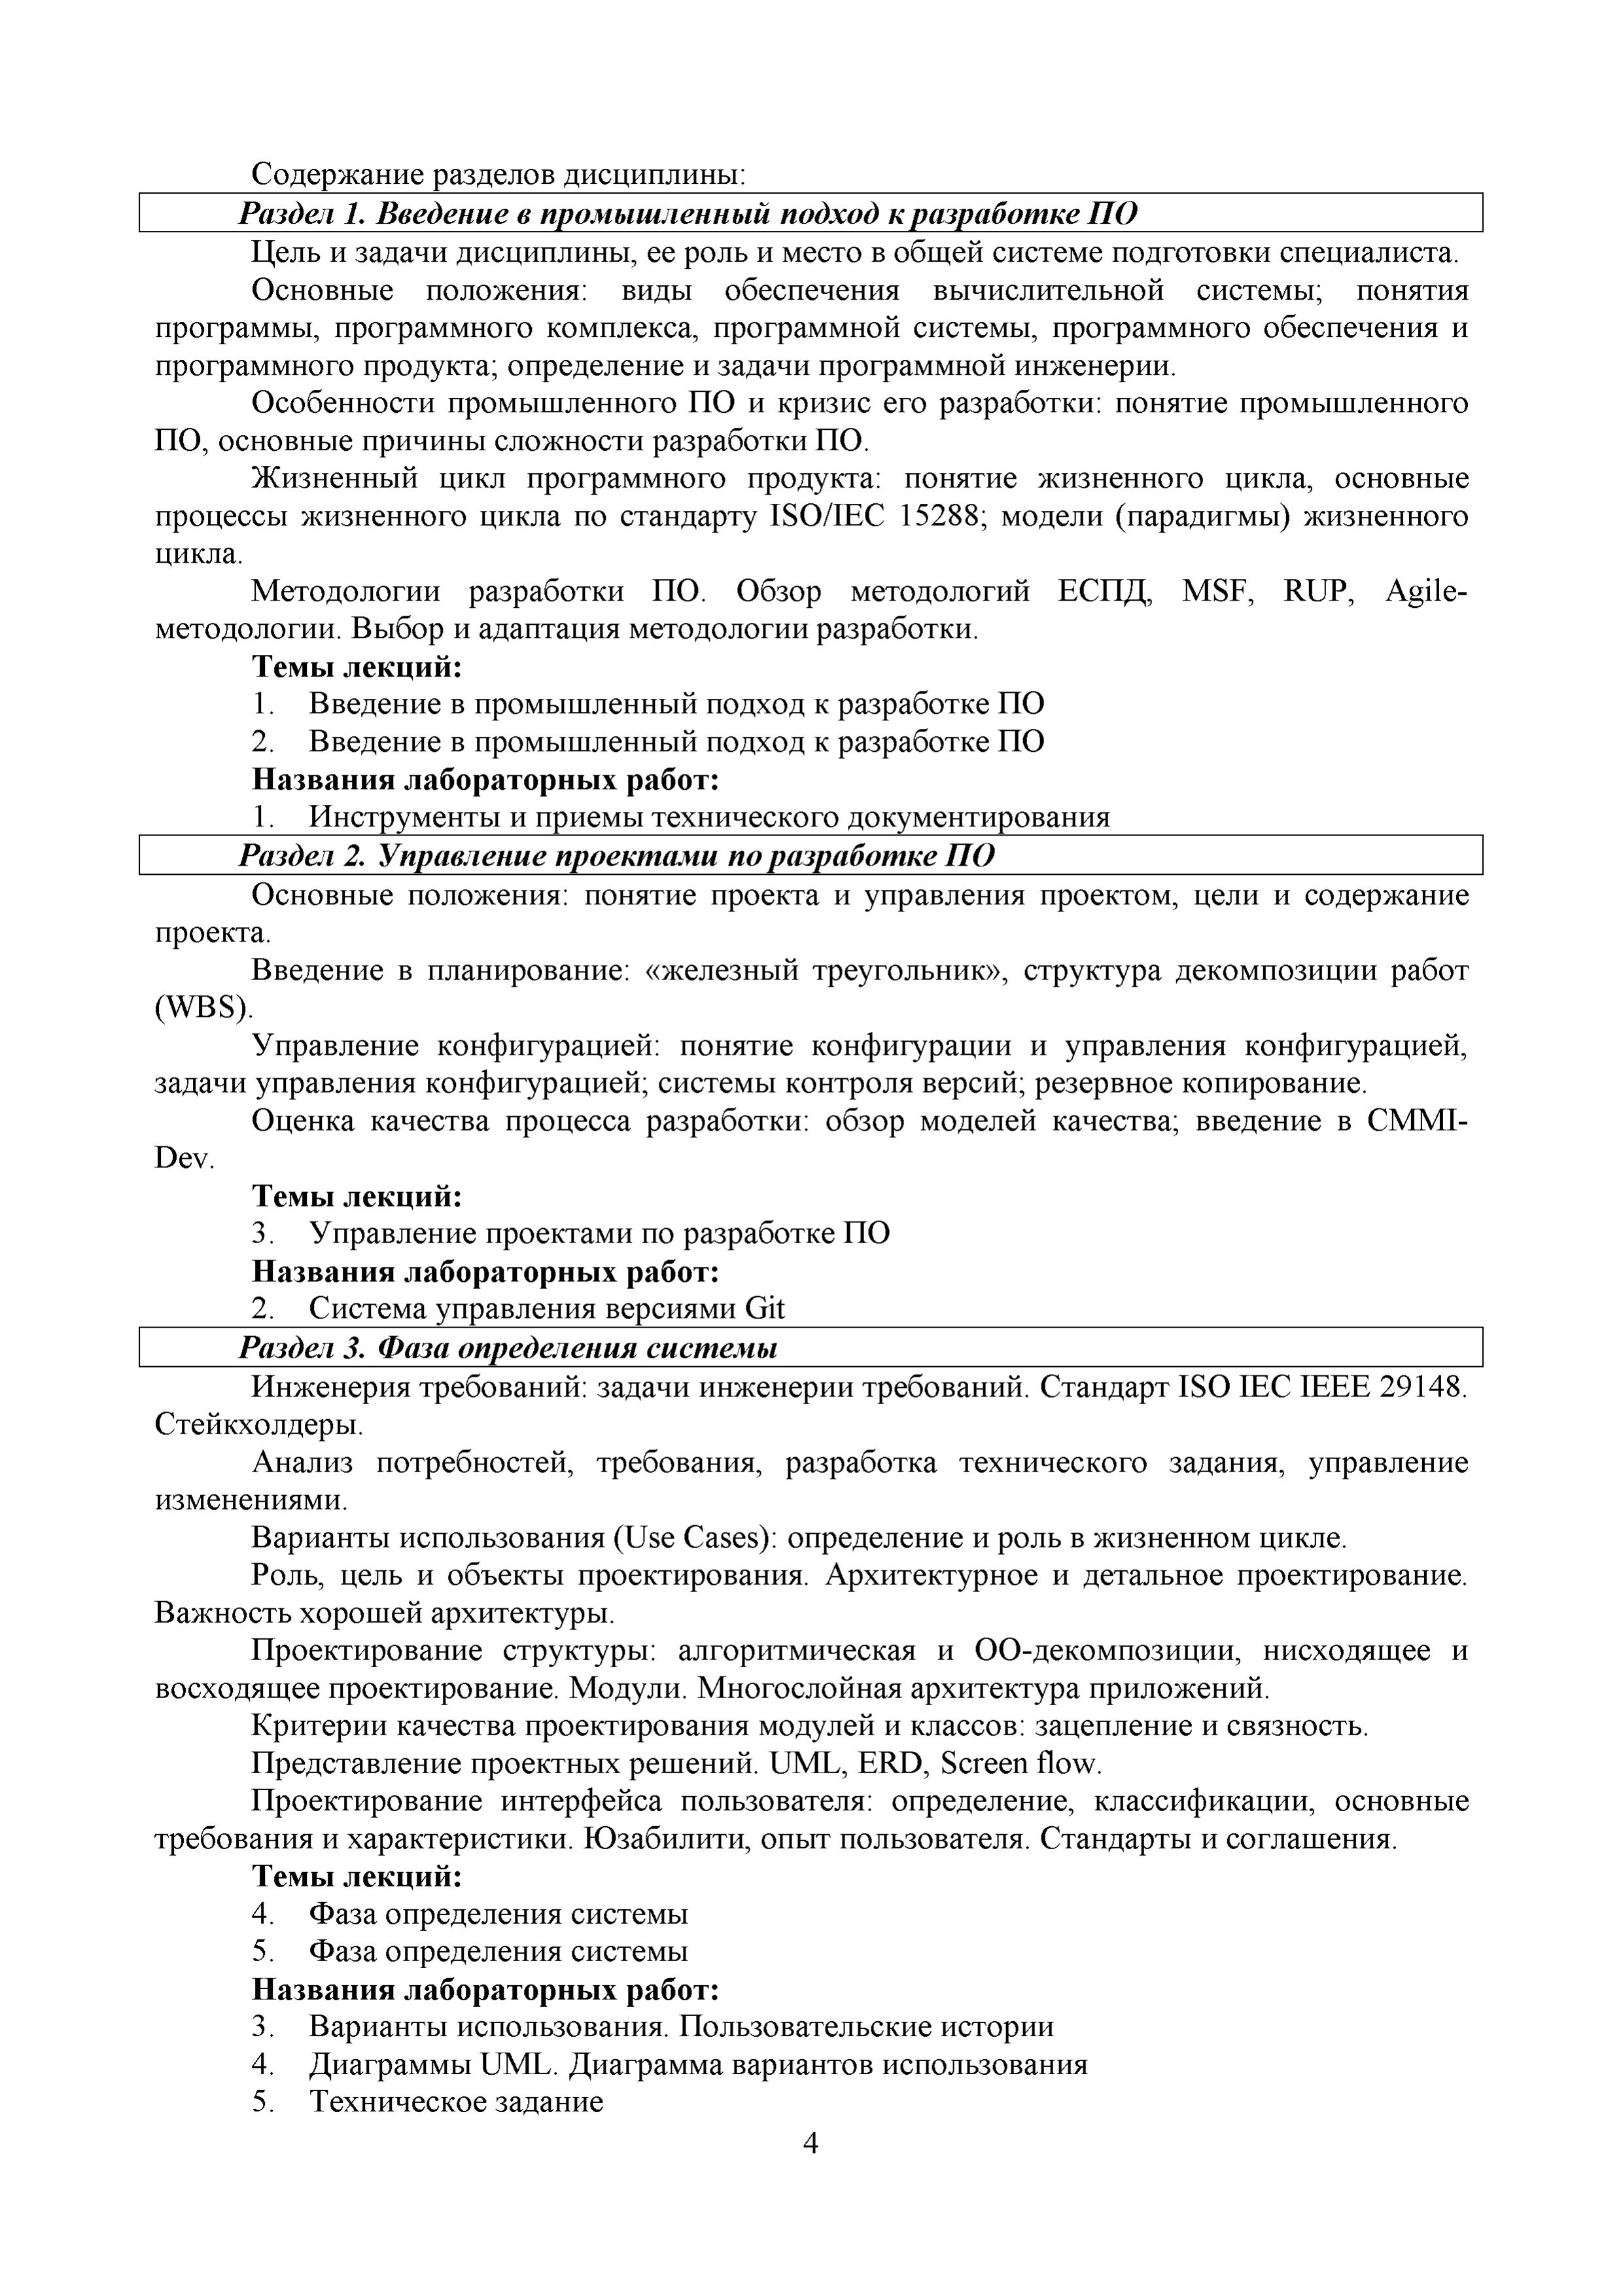 Содержание разделов дисциплины:
Раздел 1. Введение в промышленный подход к разработке ПО
Цель и задачи дисциплины, ее роль и место в общей системе подготовки специалиста.
Основные положения: виды обеспечения вычислительной системы; понятия
программы, программного комплекса, программной системы, программного обеспечения и
программного продукта; определение и задачи программной инженерии.
Особенности промышленного ПО и кризис его разработки: понятие промышленного
ПО, основные причины сложности разработки ПО.
Жизненный цикл программного продукта: понятие жизненного цикла, основные
процессы жизненного цикла по стандарту ISO/IEC 15288; модели (парадигмы) жизненного
цикла.
Методологии разработки ПО. Обзор методологий ЕСПД, MSF, RUP, Agile-
методологии. Выбор и адаптация методологии разработки.
Темы лекций:
1. Введение в промышленный подход к разработке ПО
2. Введение в промышленный подход к разработке ПО
Названия лабораторных работ:
1. Инструменты и приемы технического документирования
Раздел 2. Управление проектами по разработке ПО
Основные положения: понятие проекта и управления проектом, цели и содержание
проекта.
Введение в планирование: «железный треугольник», структура декомпозиции работ
(WBS).
Управление конфигурацией: понятие конфигурации и управления конфигурацией,
задачи управления конфигурацией; системы контроля версий; резервное копирование.
Оценка качества процесса разработки: обзор моделей качества; введение в CMMI-
Dev.
Темы лекций:
3. Управление проектами по разработке ПО
Названия лабораторных работ:
2. Система управления версиями Git
Раздел 3. Фаза определения системы
Инженерия требований: задачи инженерии требований. Стандарт ISO IEC IEEE 29148.
Стейкхолдеры.
Анализ потребностей, требования, разработка технического задания, управление
изменениями.
Варианты использования (Use Cases): определение и роль в жизненном цикле.
Роль, цель и объекты проектирования. Архитектурное и детальное проектирование.
Важность хорошей архитектуры.
Проектирование структуры: алгоритмическая и ОО-декомпозиции, нисходящее и
восходящее проектирование. Модули. Многослойная архитектура приложений.
Критерии качества проектирования модулей и классов: зацепление и связность.
Представление проектных решений. UML, ERD, Screen flow.
Проектирование интерфейса пользователя: определение, классификации, основные
требования и характеристики. Юзабилити, опыт пользователя. Стандарты и соглашения.
Темы лекций:
4. Фаза определения системы
5. Фаза определения системы
Названия лабораторных работ:
3. Варианты использования. Пользовательские истории
4. Диаграммы UML. Диаграмма вариантов использования
5. Техническое задание
4